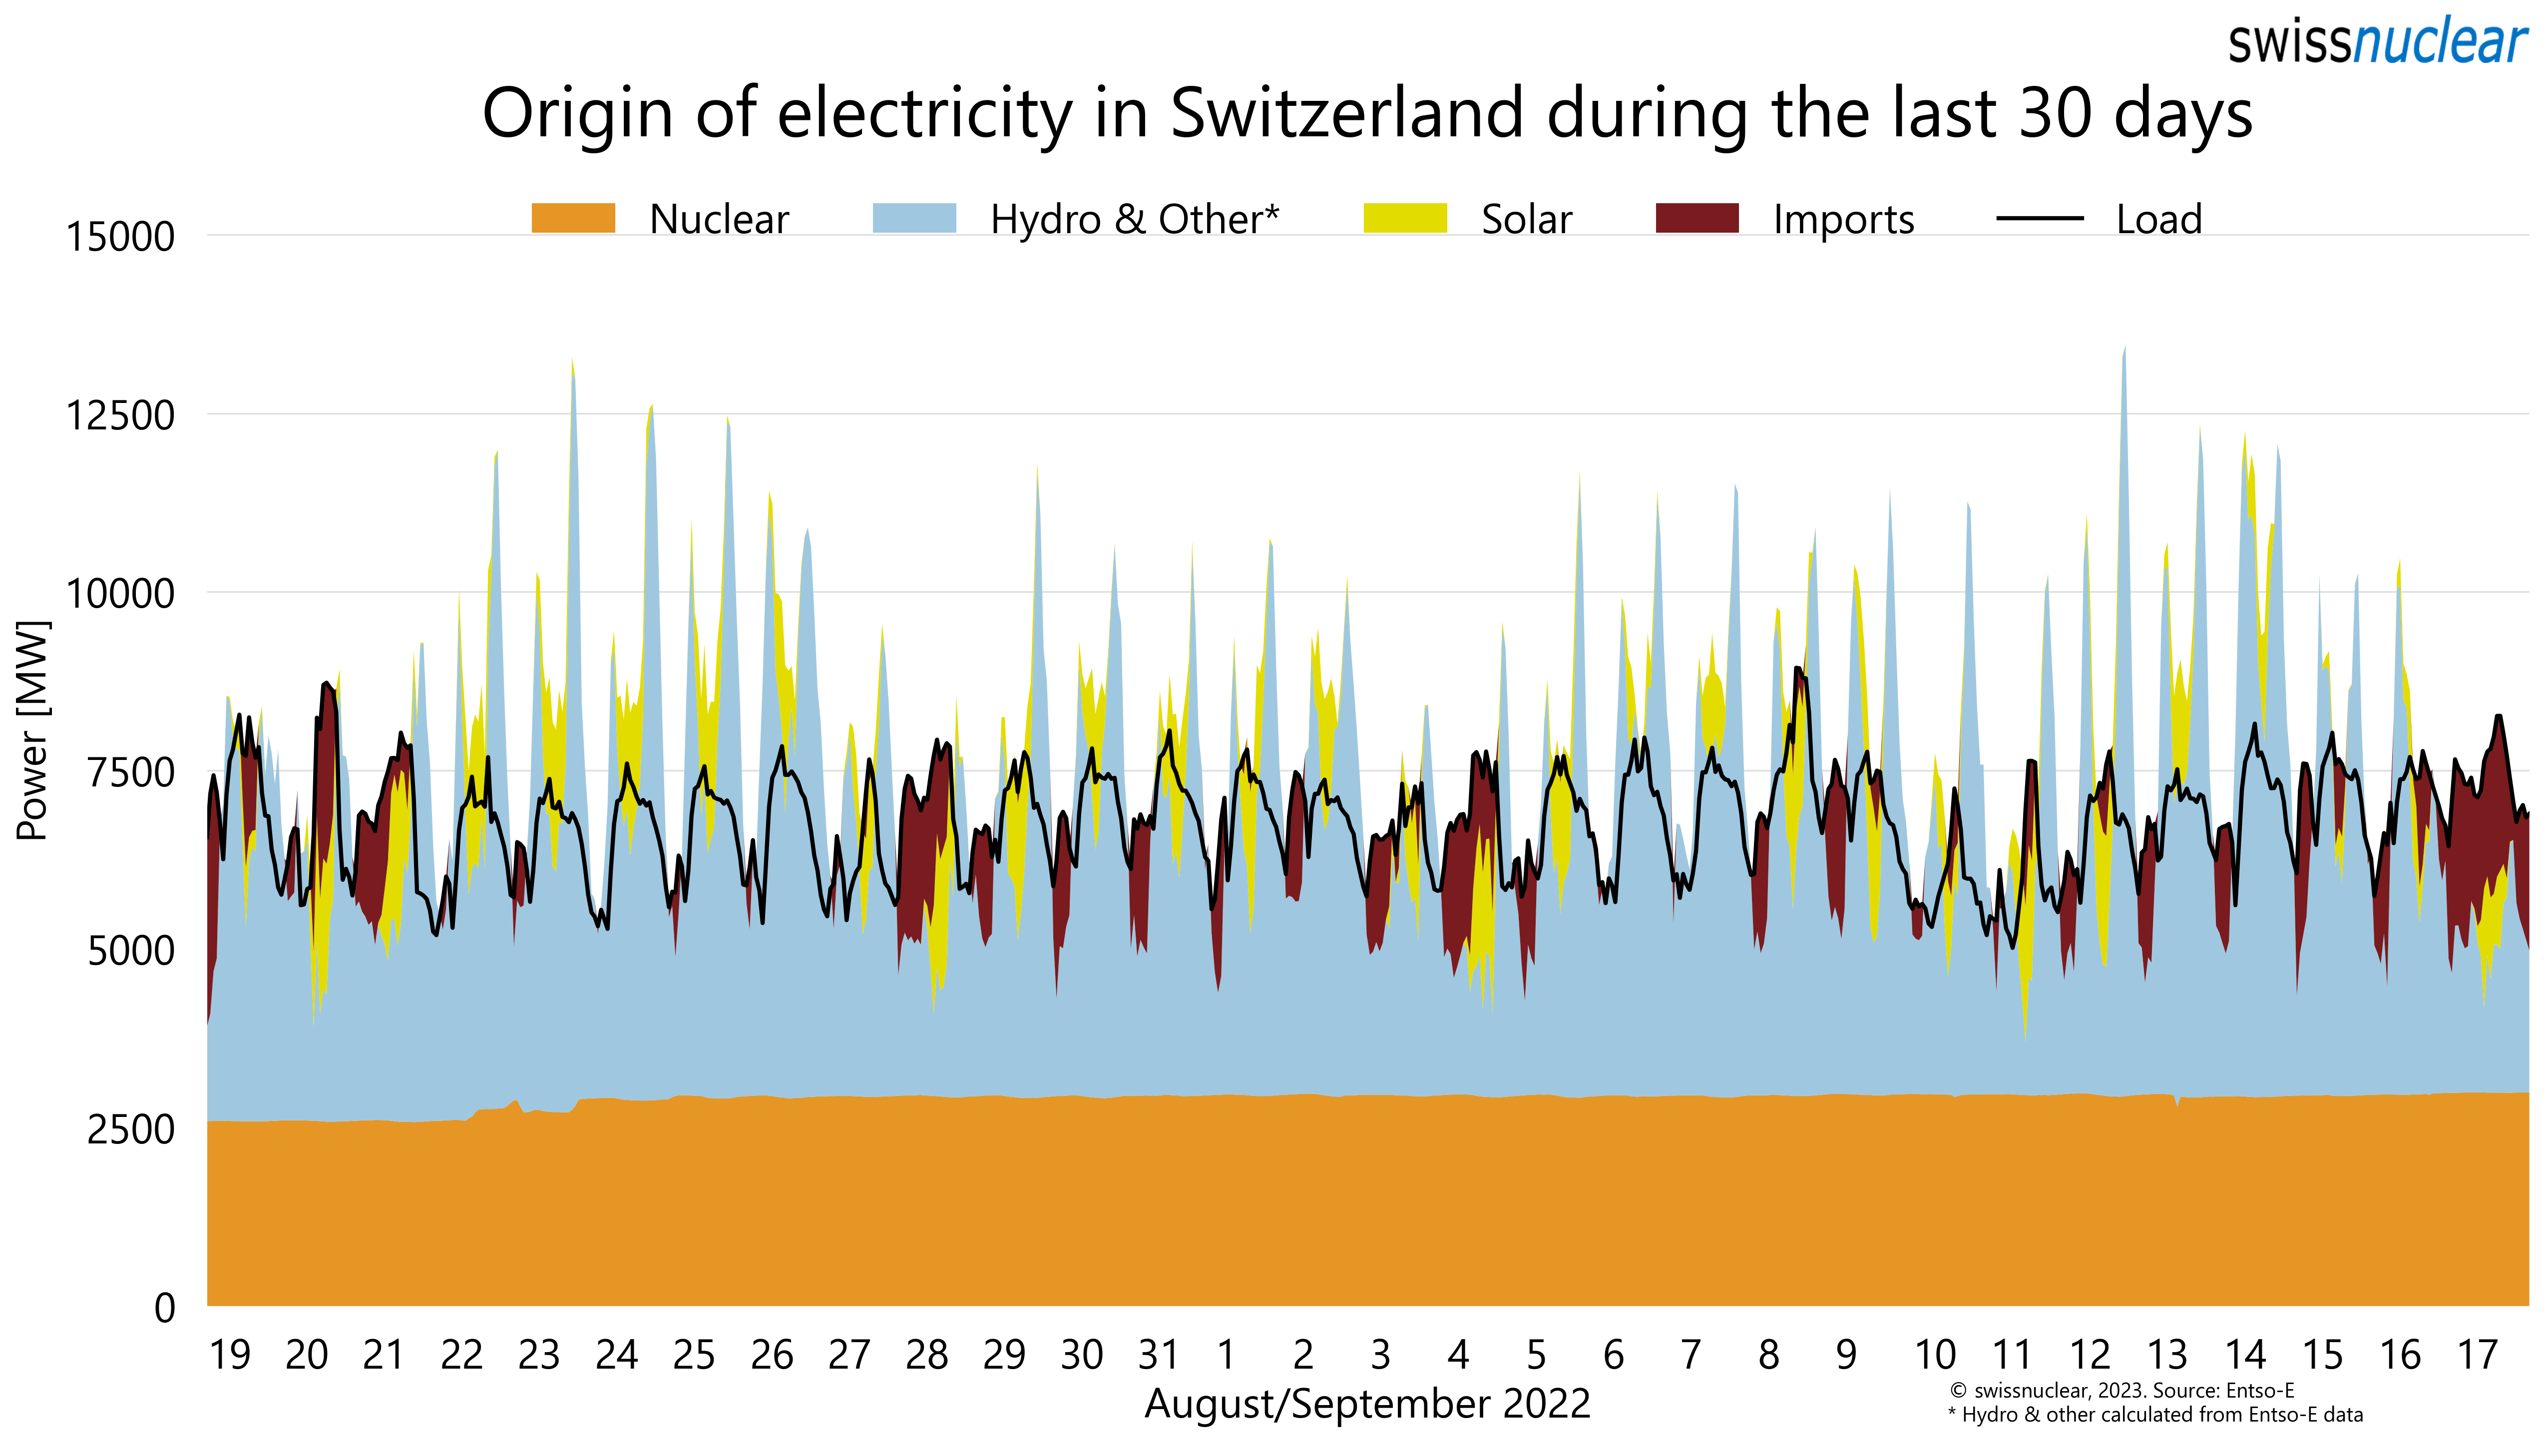 swissnuclear
Origin of electricity in Switzerland during the last 30 days
Nuclear Hydro & Other* Solar Imports Load
15000
12500
10000
7500
5000
2500
0
Power [MW]
19 20 21 22 23 24 25 26 27 28 29 30 31 1 2 3 4 5 6 7 8 9 10 11 12 13 14 15 16 17
August/September 2022
© swissnuclear, 2023. Source: Entso-E
* Hydro & other calculated from Entso-E data